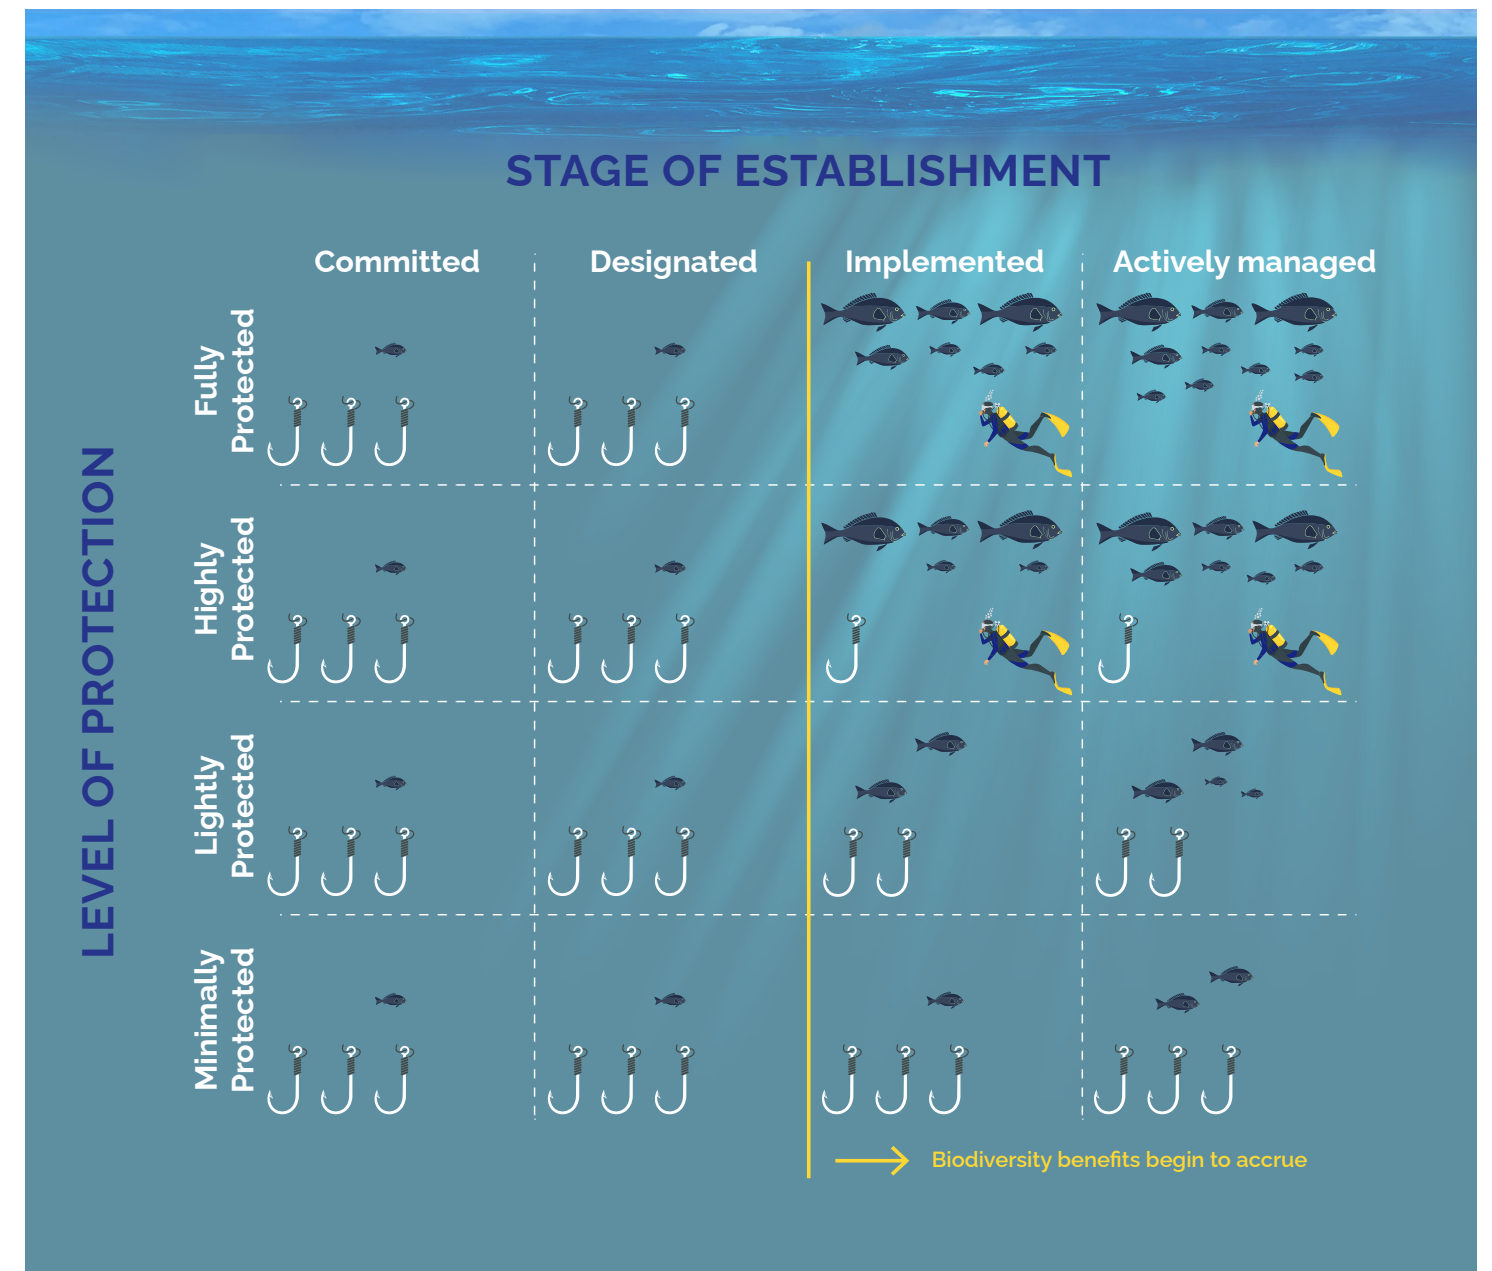 STAGE OF ESTABLISHMENT
Committed
Designated
Implemented
Actively managed
LEVEL OF PROTECTION
Fully
Protected
Highly
Protected
Lightly
Protected
Minimally
Protected
Biodiversity benefits begin to accrue